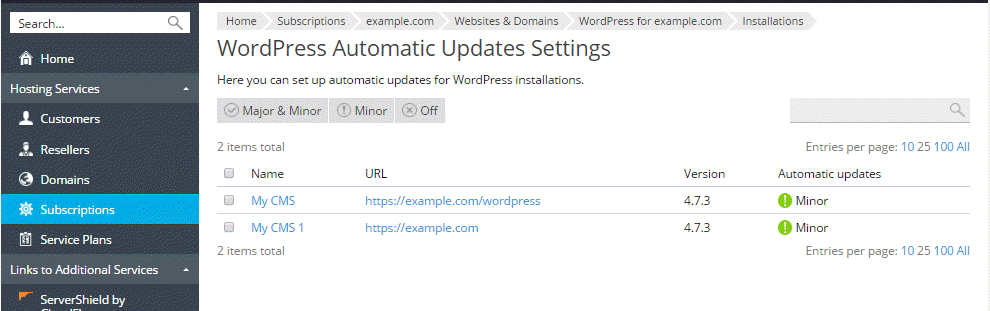 Search...
Home
Hosting Services
Customers
Resellers
Domains
Subscriptions
Service Plans
Links to Additional Services
ServerShield by
Home Subscriptions example.com Websites & Domains WordPress for example.com Installations
WordPress Automatic Updates Settings
Here you can set up automatic updates for WordPress installations.
Major & Minor Minor Off
2 items total Entries per page: 10 25 100 All
Name URL Version Automatic updates
My CMS https://example.com/wordpress 4.7.3 Minor
My CMS 1 https://example.com 4.7.3 Minor
2 items total Entries per page: 10 25 100 All